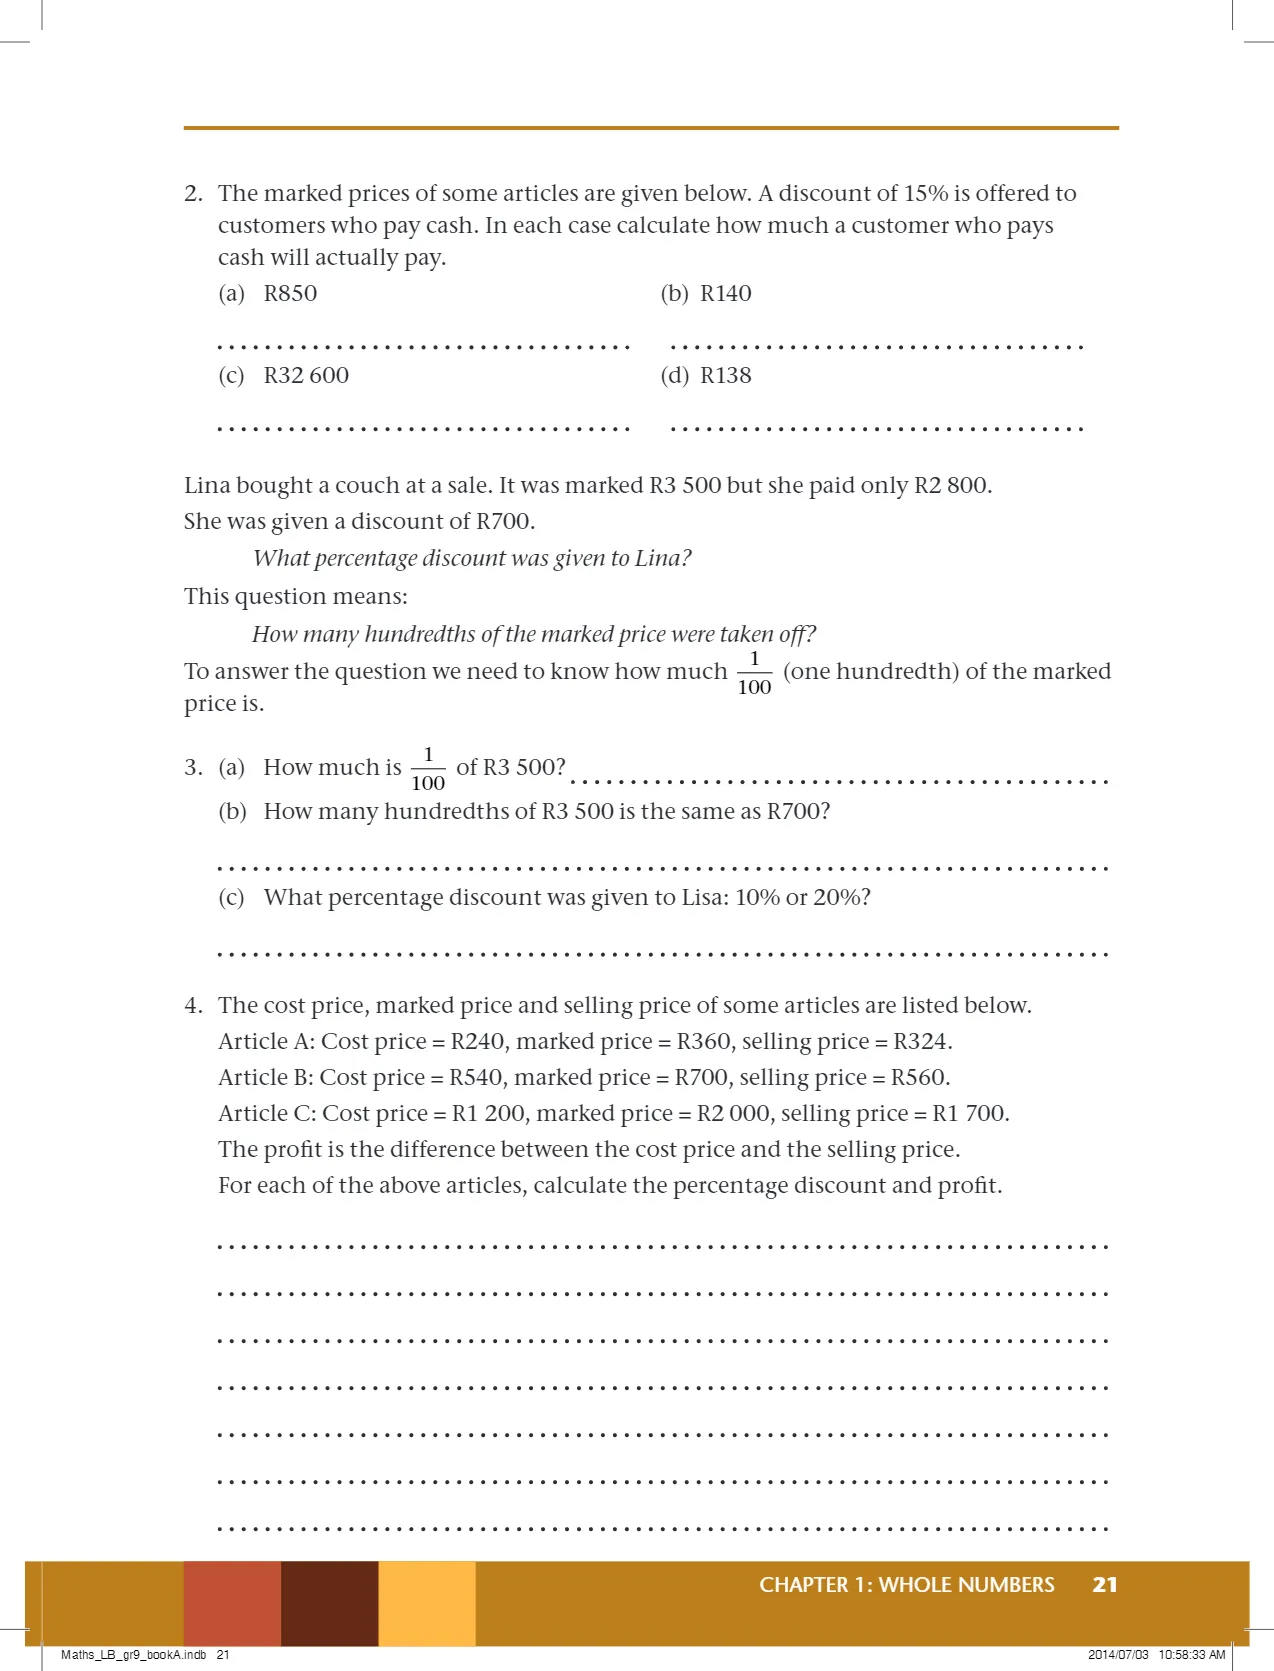 2. The marked prices of some articles are given below. A discount of 15% is offered to
customers who pay cash. In each case calculate how much a customer who pays
cash will actually pay.
(a) R850 (b) R140
(c) R32 600 (d) R138
Lina bought a couch at a sale. It was marked R3 500 but she paid only R2 800.
She was given a discount of R700.
What percentage discount was given to Lina?
This question means:
How many hundredths of the marked price were taken off?
To answer the question we need to know how much 1/100 (one hundredth) of the marked
price is.
3. (a) How much is 1/100 of R3 500?
(b) How many hundredths of R3 500 is the same as R700?
(c) What percentage discount was given to Lisa: 10% or 20%?
4. The cost price, marked price and selling price of some articles are listed below.
Article A: Cost price = R240, marked price = R360, selling price = R324.
Article B: Cost price = R540, marked price = R700, selling price = R560.
Article C: Cost price = R1 200, marked price = R2 000, selling price = R1 700.
The profit is the difference between the cost price and the selling price.
For each of the above articles, calculate the percentage discount and profit.
CHAPTER 1: WHOLE NUMBERS 21
Maths_LB_gr9_bookA.indb 21 2014/07/03 10:58:33 AM